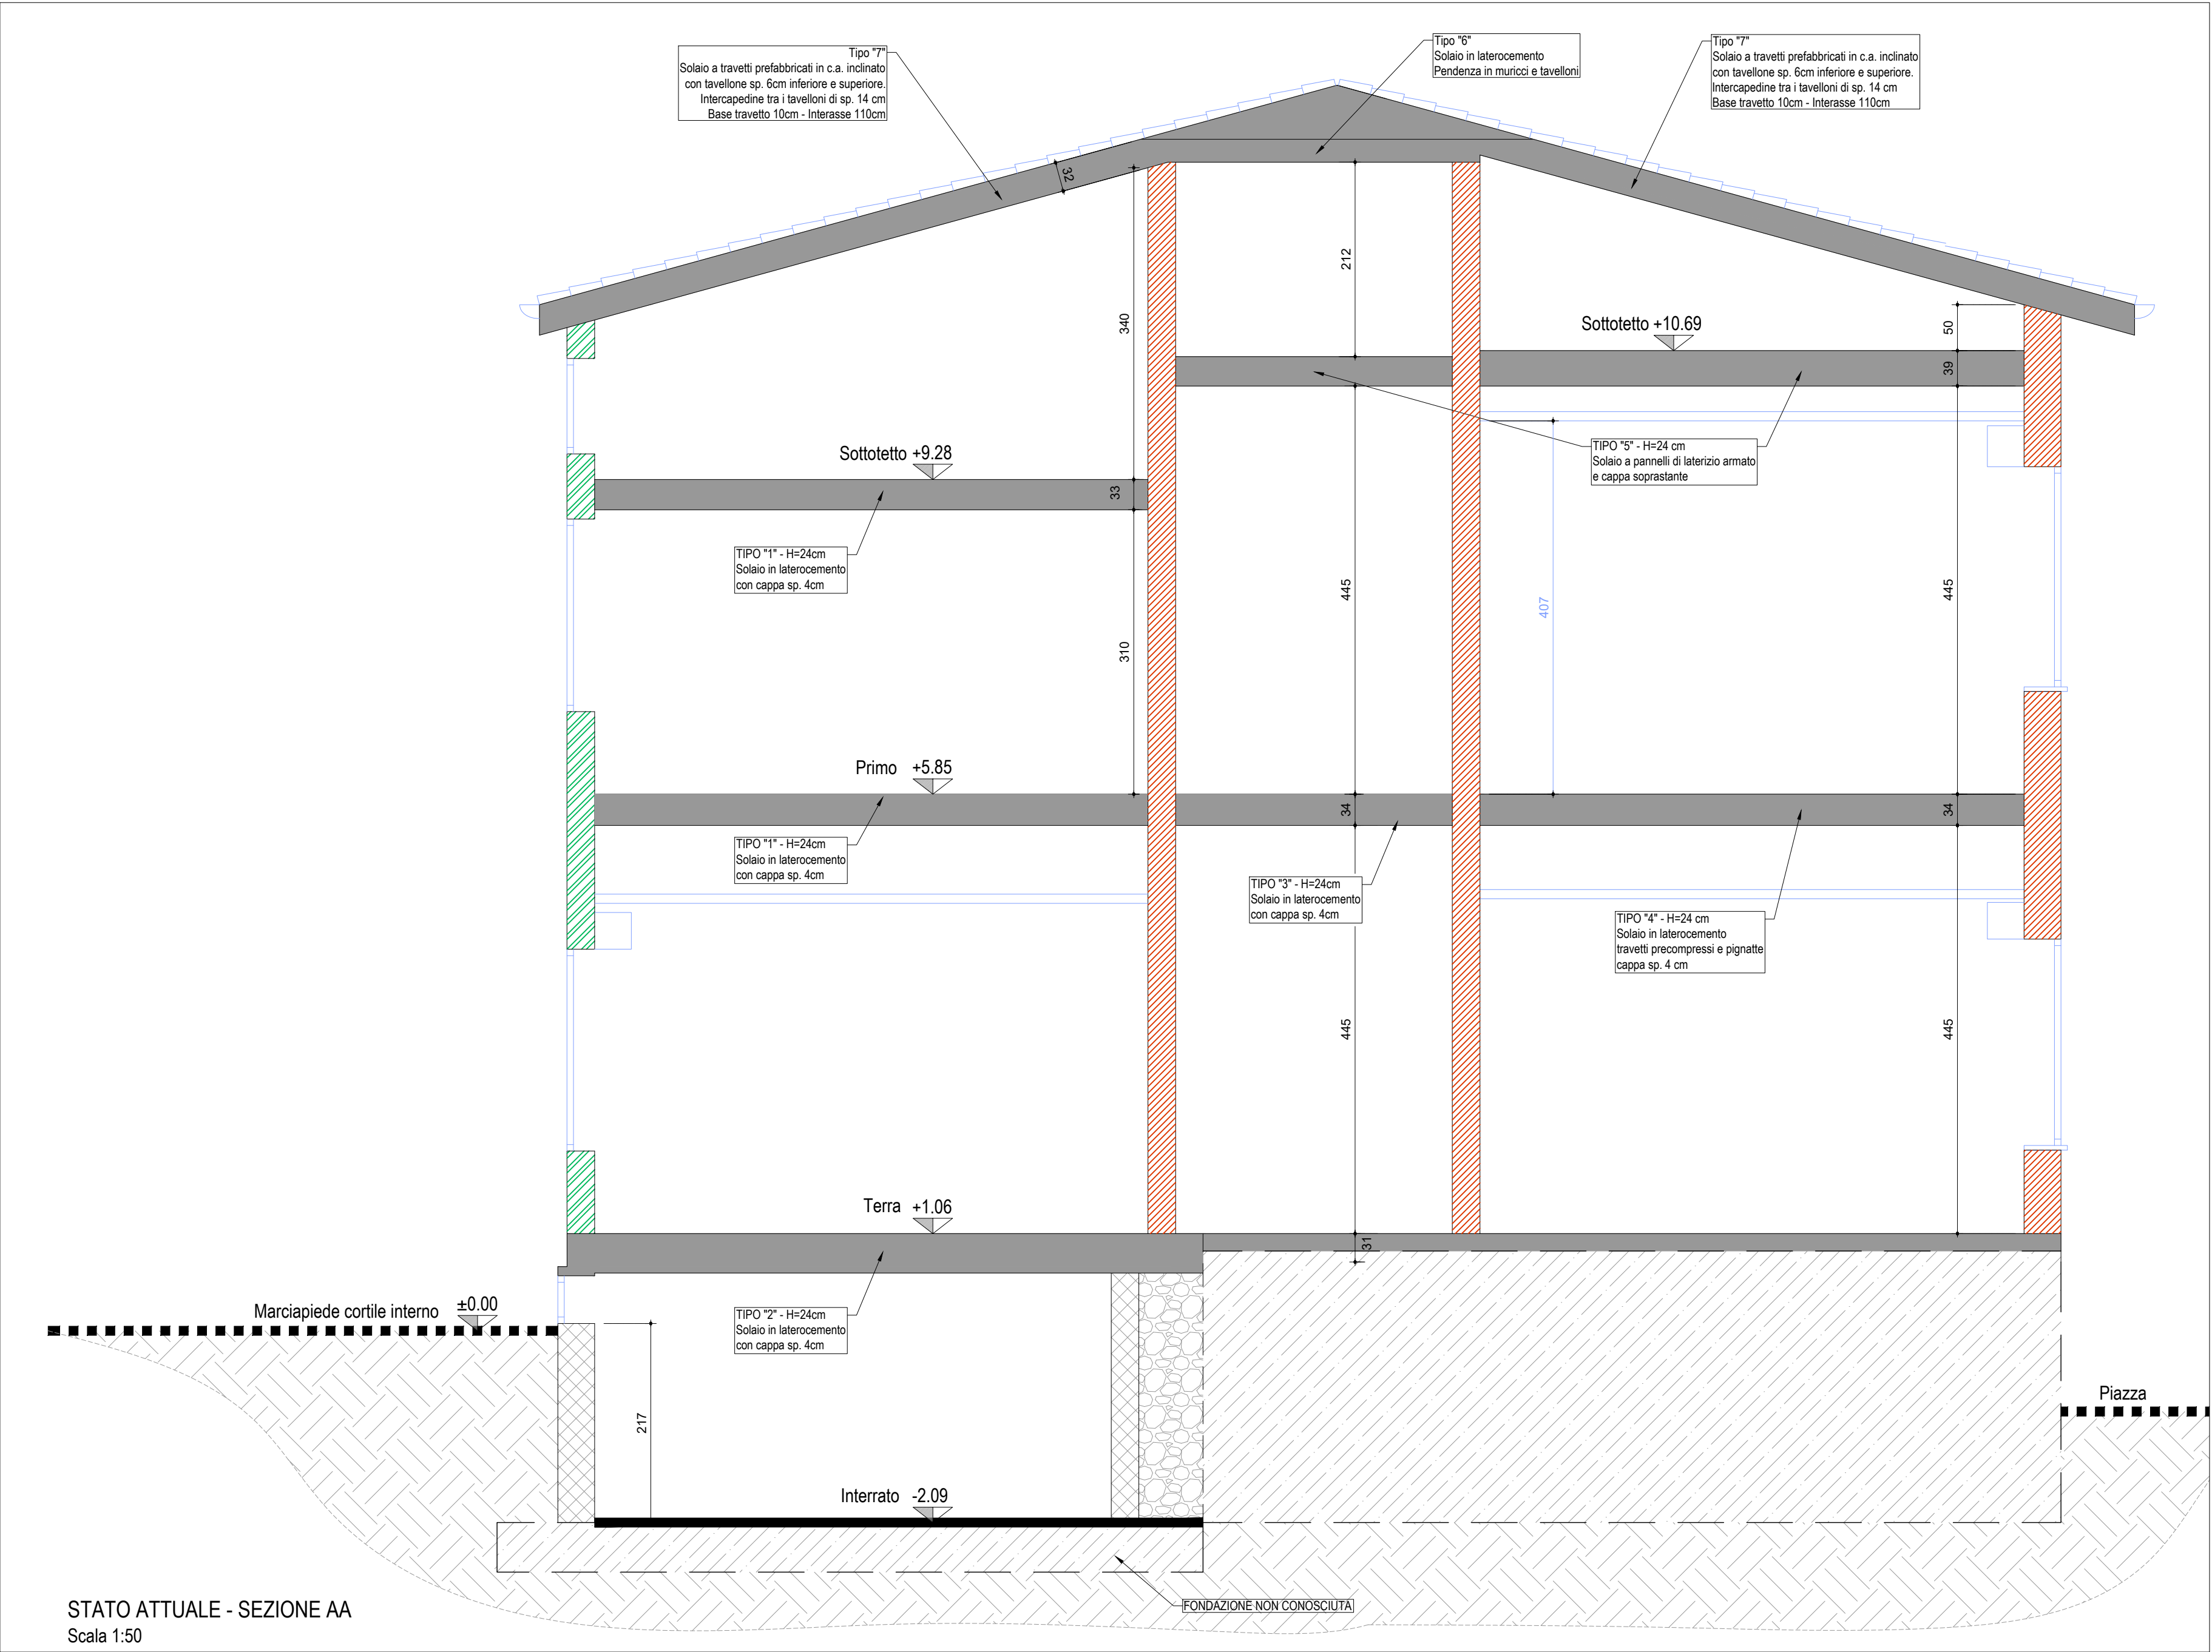 Tipo "7"
Solaio a travetti prefabbricati in c.a. inclinato
con tavellone sp. 6cm inferiore e superiore.
Intercapedine tra i tavelloni di sp. 14 cm
Base travetto 10cm - Interasse 110cm
Tipo "6"
Solaio in laterocemento
Pendenza in muricci e tavelloni
Tipo "7"
Solaio a travetti prefabbricati in c.a. inclinato
con tavellone sp. 6cm inferiore e superiore.
Intercapedine tra i tavelloni di sp. 14 cm
Base travetto 10cm - Interasse 110cm
32
212
340
Sottotetto +10.69
50
39
TIPO "5" - H=24 cm
Solaio a pannelli di laterizio armato
e cappa soprastante
Sottotetto +9.28
33
TIPO "1" - H=24cm
Solaio in laterocemento
con cappa sp. 4cm
310
445
407
445
Primo +5.85
34
34
TIPO "1" - H=24cm
Solaio in laterocemento
con cappa sp. 4cm
TIPO "3" - H=24cm
Solaio in laterocemento
con cappa sp. 4cm
TIPO "4" - H=24 cm
Solaio in laterocemento
travetti precompressi e pignatte
cappa sp. 4 cm
445
445
Terra +1.06
31
Marciapiede cortile interno ±0.00
TIPO "2" - H=24cm
Solaio in laterocemento
con cappa sp. 4cm
217
Piazza
Interrato -2.09
FONDAZIONE NON CONOSCIUTA
STATO ATTUALE - SEZIONE AA
Scala 1:50